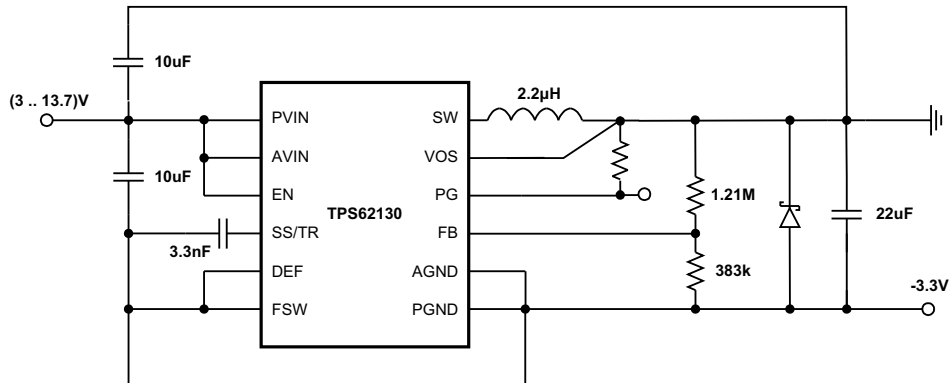 10uF
(3 .. 13.7)V
10uF
3.3nF
PVIN
AVIN
EN
SS/TR
DEF
FSW
TPS62130
SW
VOS
PG
FB
AGND
PGND
2.2µH
1.21M
383k
22uF
-3.3V